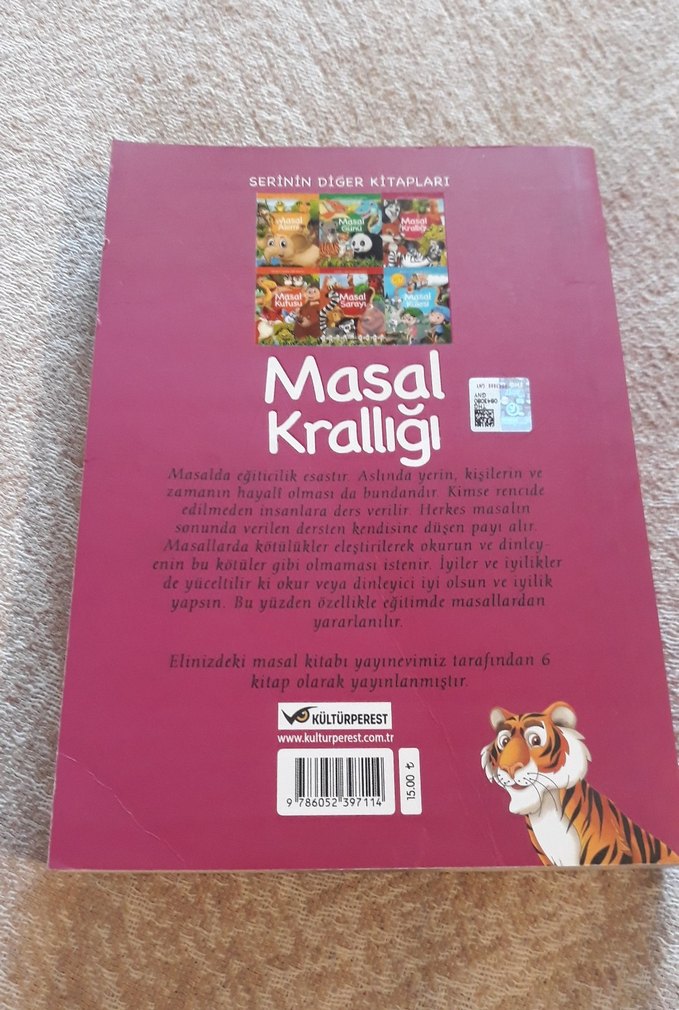 SERİNİN DİĞER KİTAPLARI
Masal
Masal
Günü
Masal
Krallığı
Masal
Kutusu
Masal
Sarayı
Masal
Masal
Krallığı
Masalda eğiticilik esastır. Aslında yerin, kişilerin ve
zamanın hayalî olması da bundandır. Kimse rencide
edilmeden insanlara ders verilir. Herkes masalın
sonunda verilen dersten kendisine düşen payı alır.
Masallarda kötülükler eleştirilerek okurun ve dinley-
enin bu kötüler gibi olmaması istenir. İyiler ve iyilikler
de yüceltilir ki okur veya dinleyici iyi olsun ve iyilik
yapsın. Bu yüzden özellikle eğitimde masallardan
yararlanılır.
Elinizdeki masal kitabı yayınevimiz tarafından 6
kitap olarak yayınlanmıştır.
KÜLTÜRPEREST
www.kulturperest.com.tr
9 786052 397114
15.00 ₺